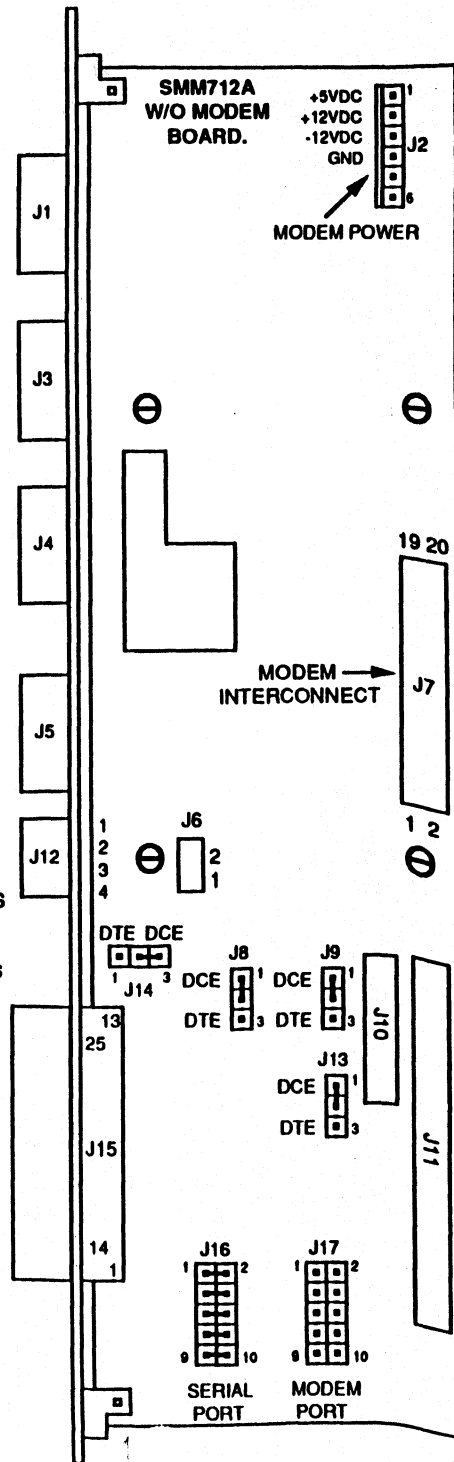 SMM712A
W/O MODEM
BOARD.
+5VDC
+12VDC
-12VDC
GND
1
J2
6
MODEM POWER
J1
J3
J4
19 20
MODEM
INTERCONNECT
J7
J5
1 2
J12
1
2
3
4
J6
2
1
S
S
DTE DCE
1 3
J14
J8
DCE 1
DTE 3
J9
DCE 1
DTE 3
J10
J13
DCE 1
DTE 3
J11
13
25
J15
14
1
J16
1 2
9 10
SERIAL
PORT
J17
1 2
9 10
MODEM
PORT